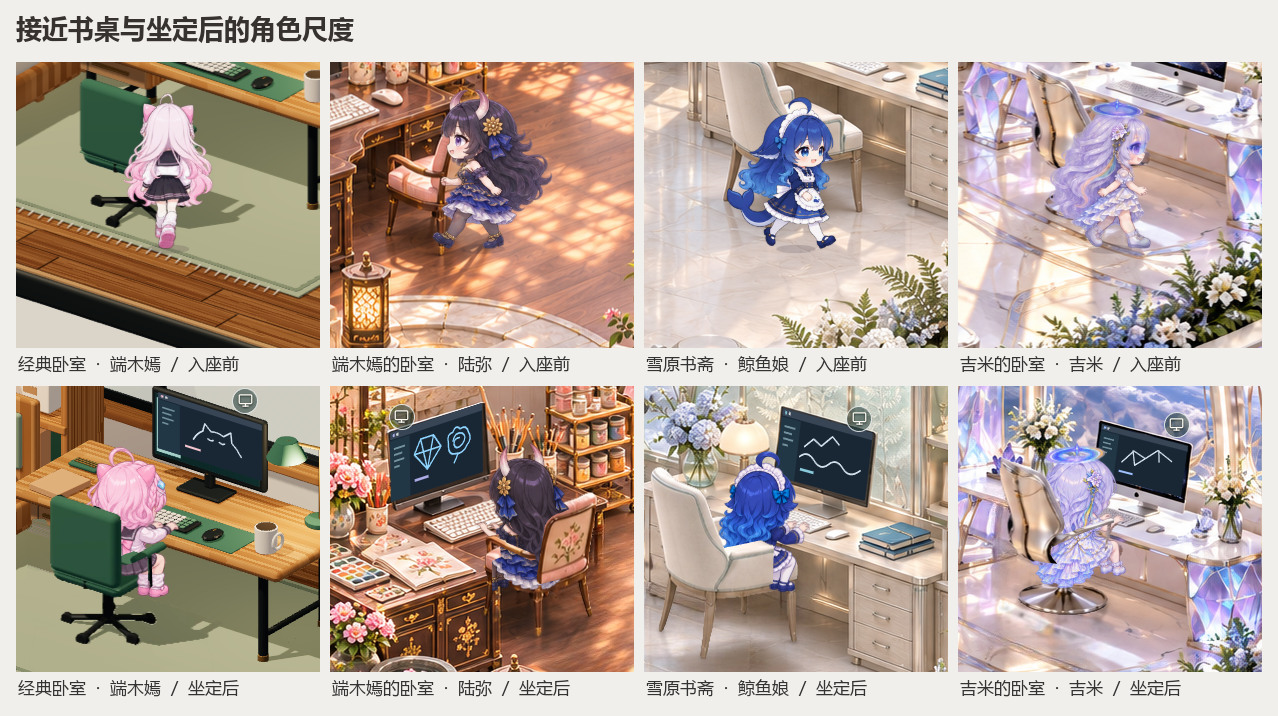 接近书桌与坐定后的角色尺度
经典卧室 · 端木嫣 / 入座前
端木嫣的卧室 · 陆弥 / 入座前
雪原书斋 · 鲸鱼娘 / 入座前
吉米的卧室 · 吉米 / 入座前
经典卧室 · 端木嫣 / 坐定后
端木嫣的卧室 · 陆弥 / 坐定后
雪原书斋 · 鲸鱼娘 / 坐定后
吉米的卧室 · 吉米 / 坐定后